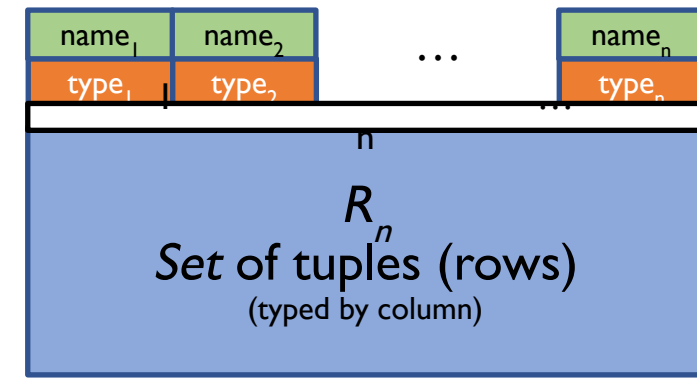 name₁ name₂ … nameₙ
type₁ type₂ … typeₙ
n
Rₙ
Set of tuples (rows)
(typed by column)